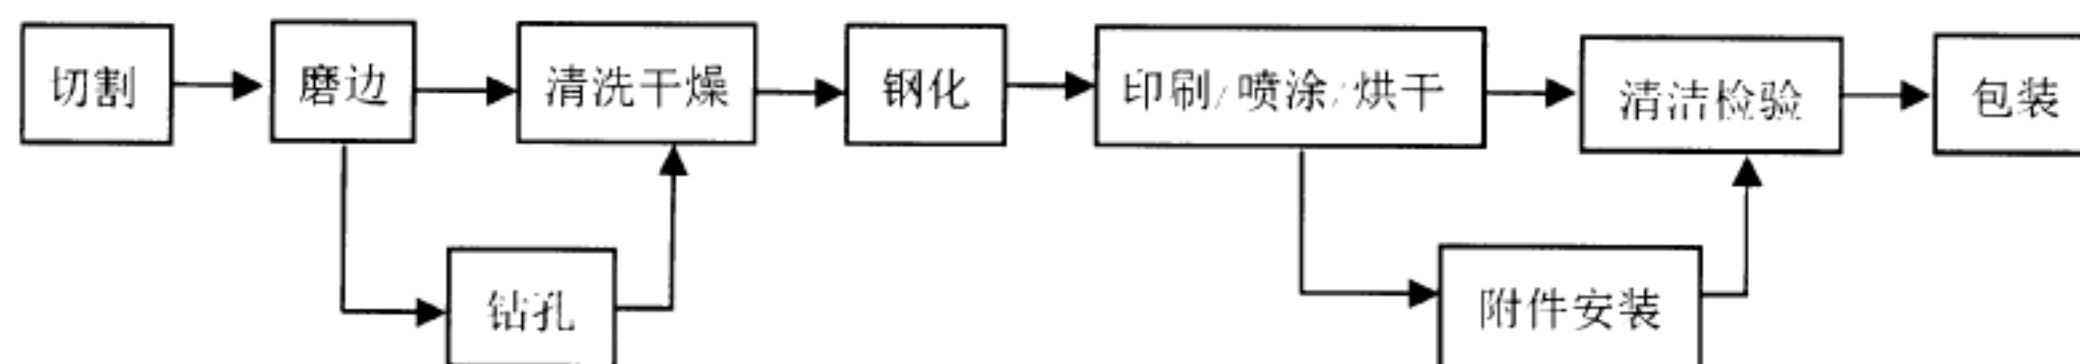 切割
磨边
清洗干燥
钢化
印刷/喷涂/烘干
清洁检验
包装
钻孔
附件安装